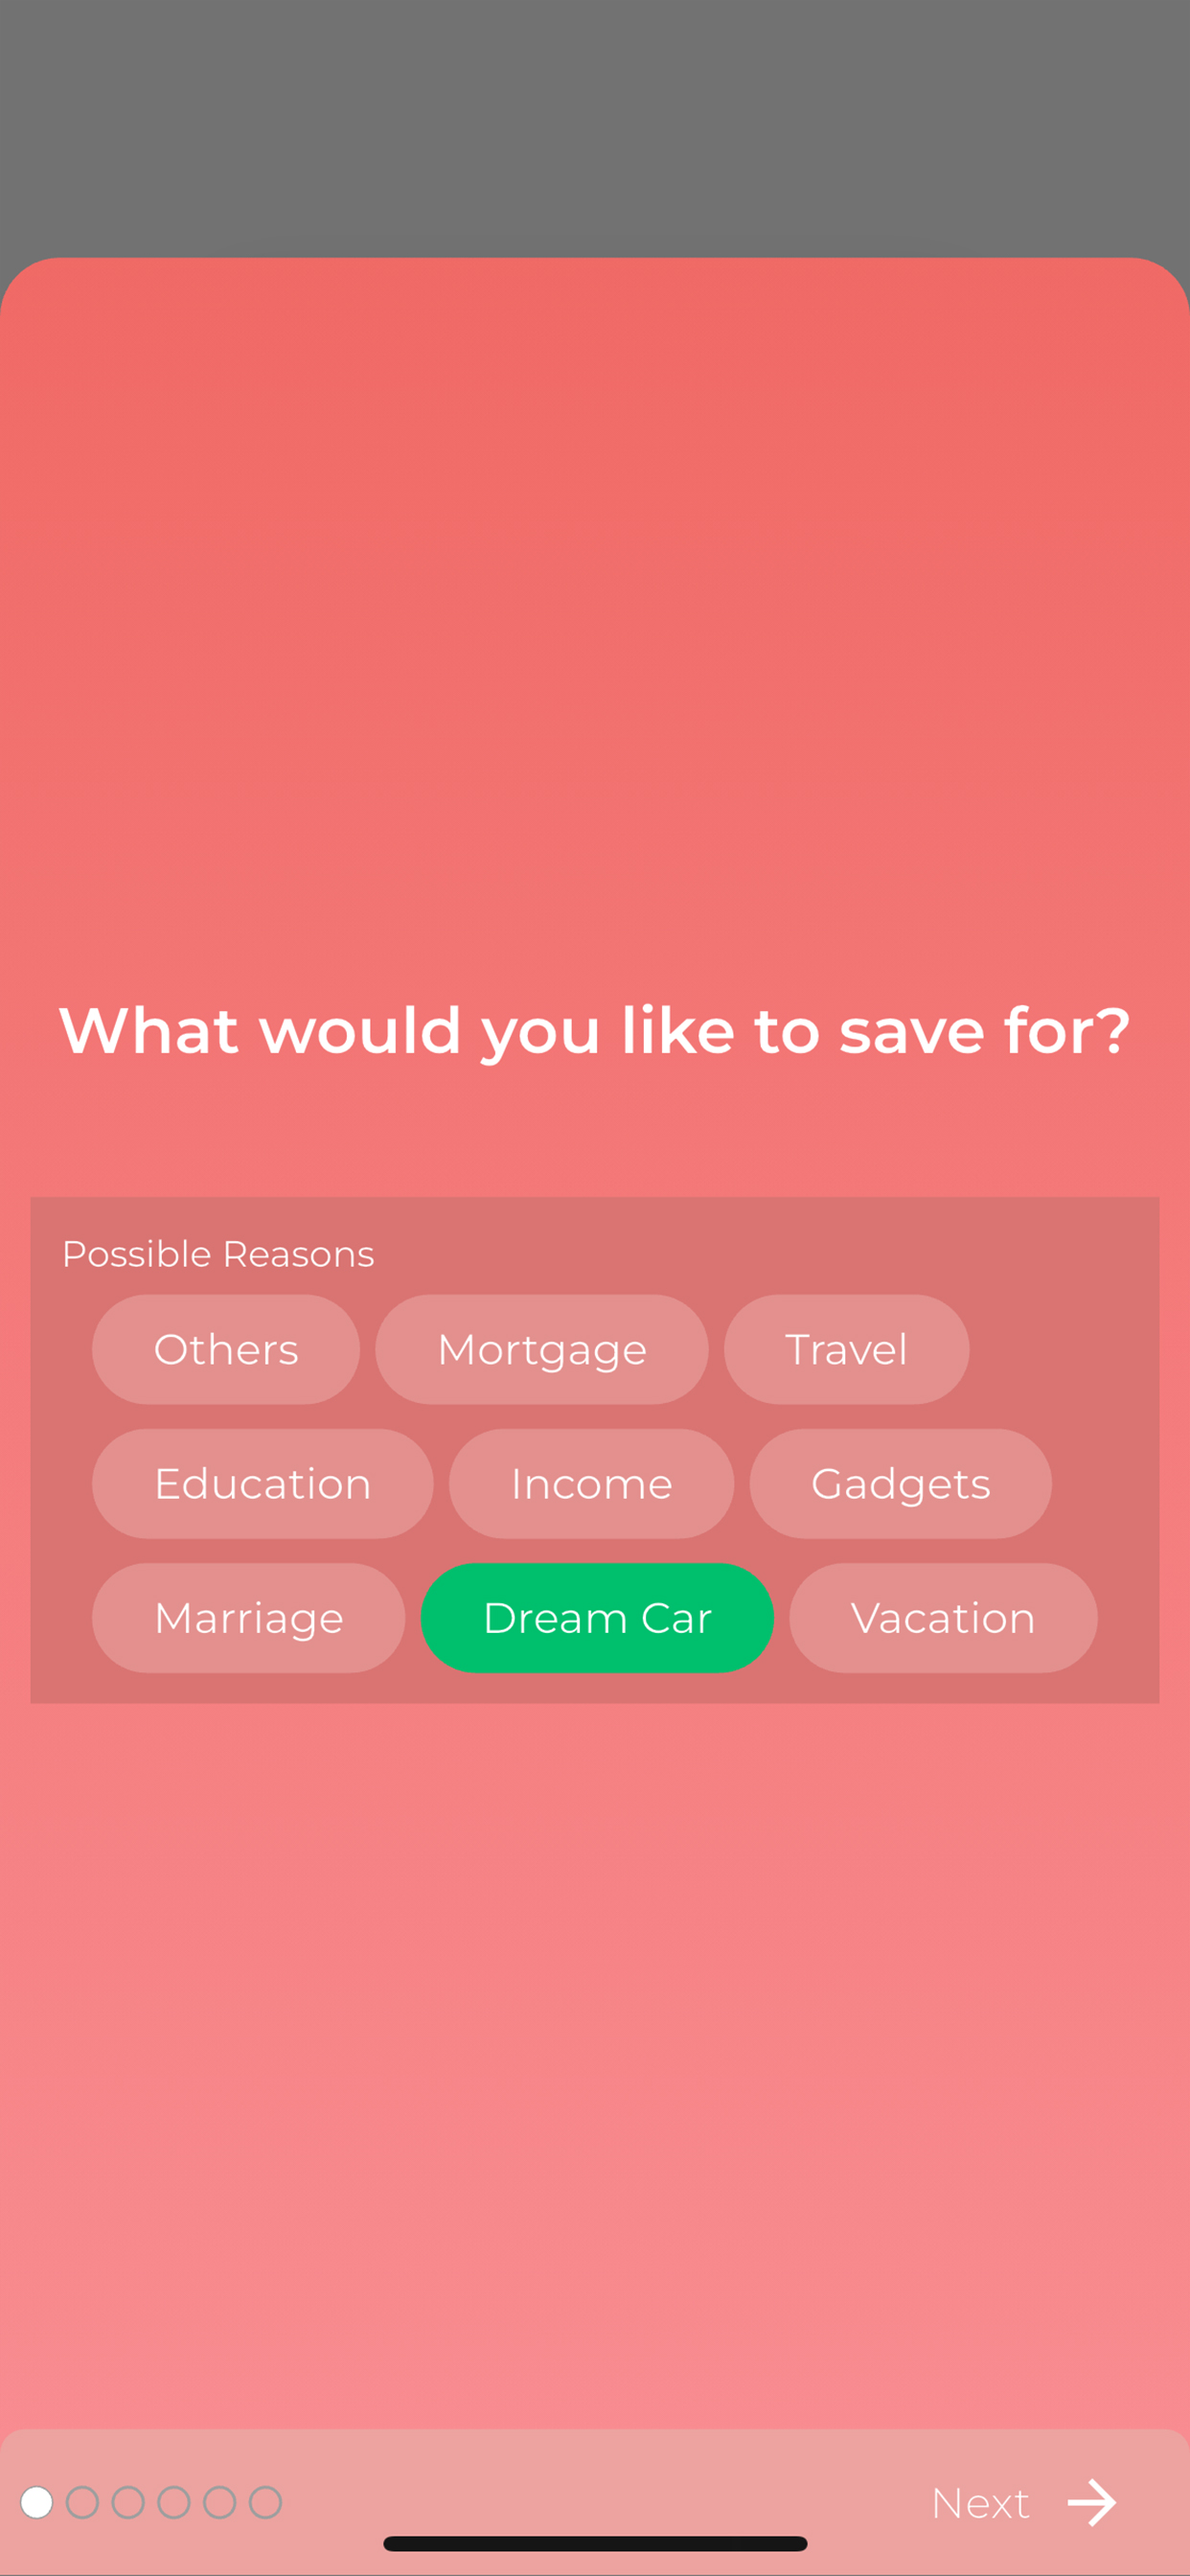 What would you like to save for?
Possible Reasons
Others Mortgage Travel
Education Income Gadgets
Marriage Dream Car Vacation
Next